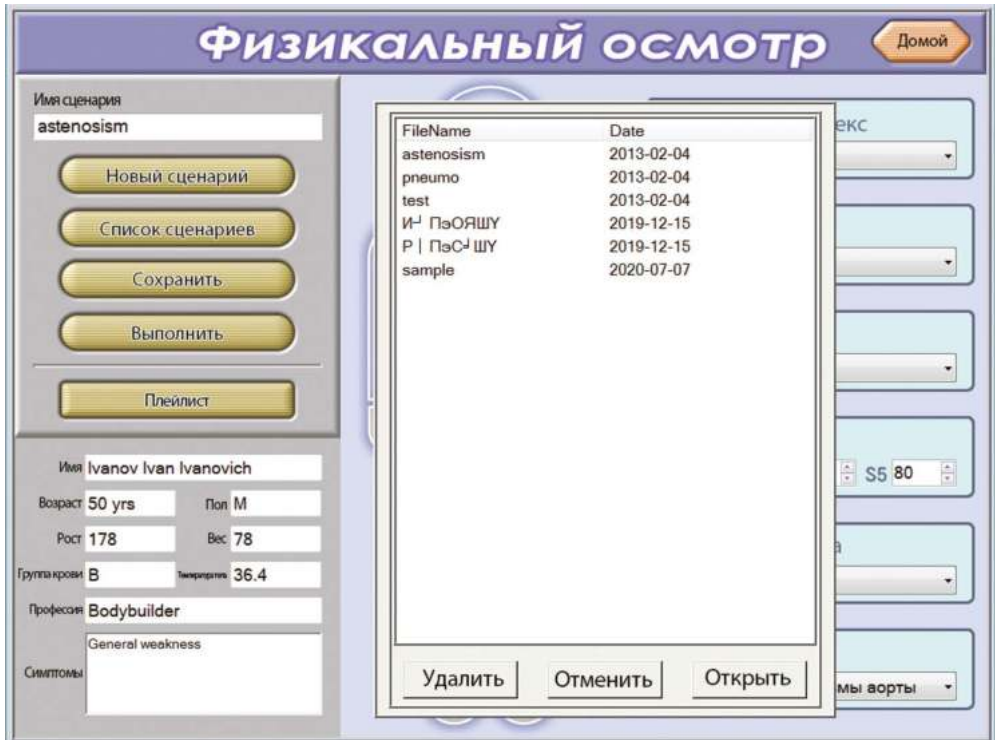 Физикальный осмотр
Домой
Имя сценария
astenosism
Новый сценарий
Список сценариев
Сохранить
Выполнить
Плейлист
Имя Ivanov Ivan Ivanovich
Возраст 50 yrs Пол M
Рост 178 Вес 78
Группа крови B Температура 36.4
Профессия Bodybuilder
Симптомы General weakness
FileName Date
astenosism 2013-02-04
pneumo 2013-02-04
test 2013-02-04
И┘ ПэОЯШY 2019-12-15
Р | ПэС┘ ШY 2019-12-15
sample 2020-07-07
Удалить Отменить Открыть
екс
S5 80
а
мы аорты